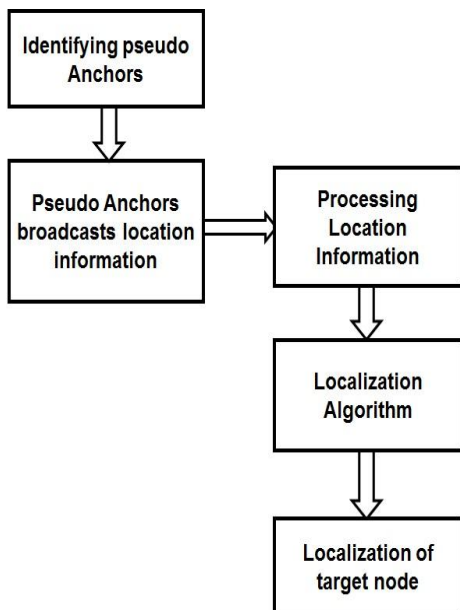 Identifying pseudo
Anchors
Pseudo Anchors
broadcasts location
information
Processing
Location
Information
Localization
Algorithm
Localization of
target node